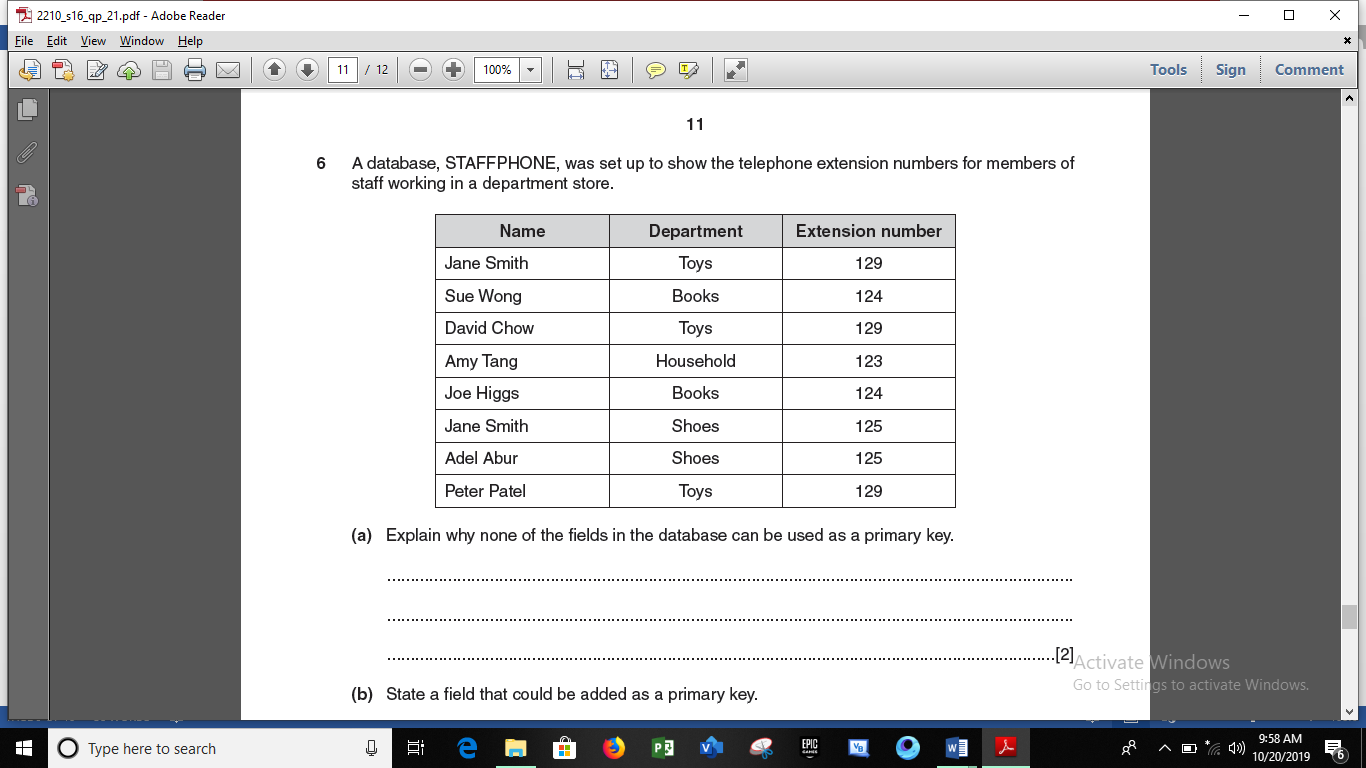 2210_s16_qp_21.pdf - Adobe Reader
File Edit View Window Help
11 / 12 100% Tools Sign Comment
11
6 A database, STAFFPHONE, was set up to show the telephone extension numbers for members of
staff working in a department store.
Name Department Extension number
Jane Smith Toys 129
Sue Wong Books 124
David Chow Toys 129
Amy Tang Household 123
Joe Higgs Books 124
Jane Smith Shoes 125
Adel Abur Shoes 125
Peter Patel Toys 129
(a) Explain why none of the fields in the database can be used as a primary key.
[2]
Activate Windows
Go to Settings to activate Windows.
(b) State a field that could be added as a primary key.
Type here to search
EPIC GAMES
9:58 AM
10/20/2019
6